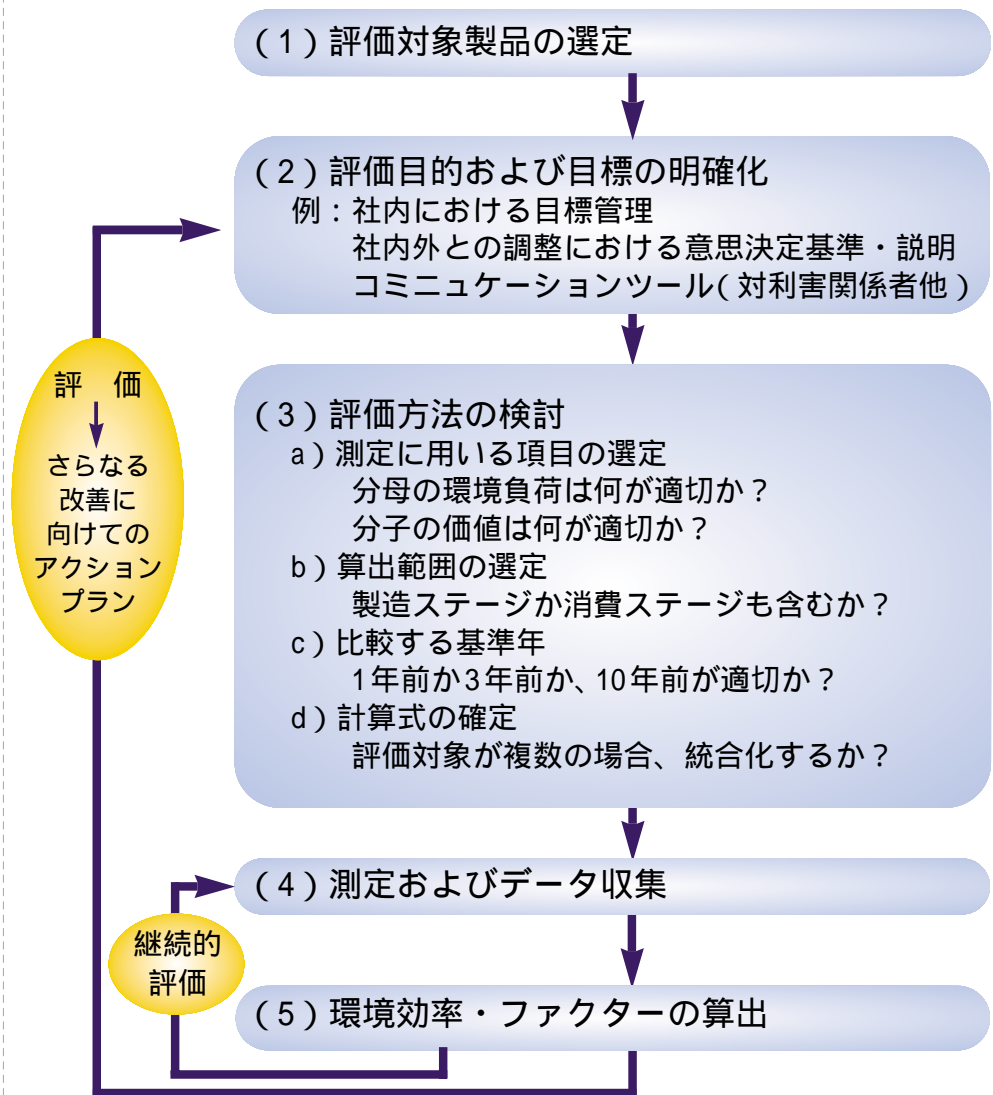 (1)評価対象製品の選定
(2)評価目的および目標の明確化
例:社内における目標管理
社内外との調整における意思決定基準・説明
コミニュケーションツール(対利害関係者他)
(3)評価方法の検討
a)測定に用いる項目の選定
分母の環境負荷は何が適切か?
分子の価値は何が適切か?
b)算出範囲の選定
製造ステージか消費ステージも含むか?
c)比較する基準年
1年前か3年前か、10年前が適切か?
d)計算式の確定
評価対象が複数の場合、統合化するか?
(4)測定およびデータ収集
(5)環境効率・ファクターの算出
評 価
さらなる
改善に
向けての
アクション
プラン
継続的
評価